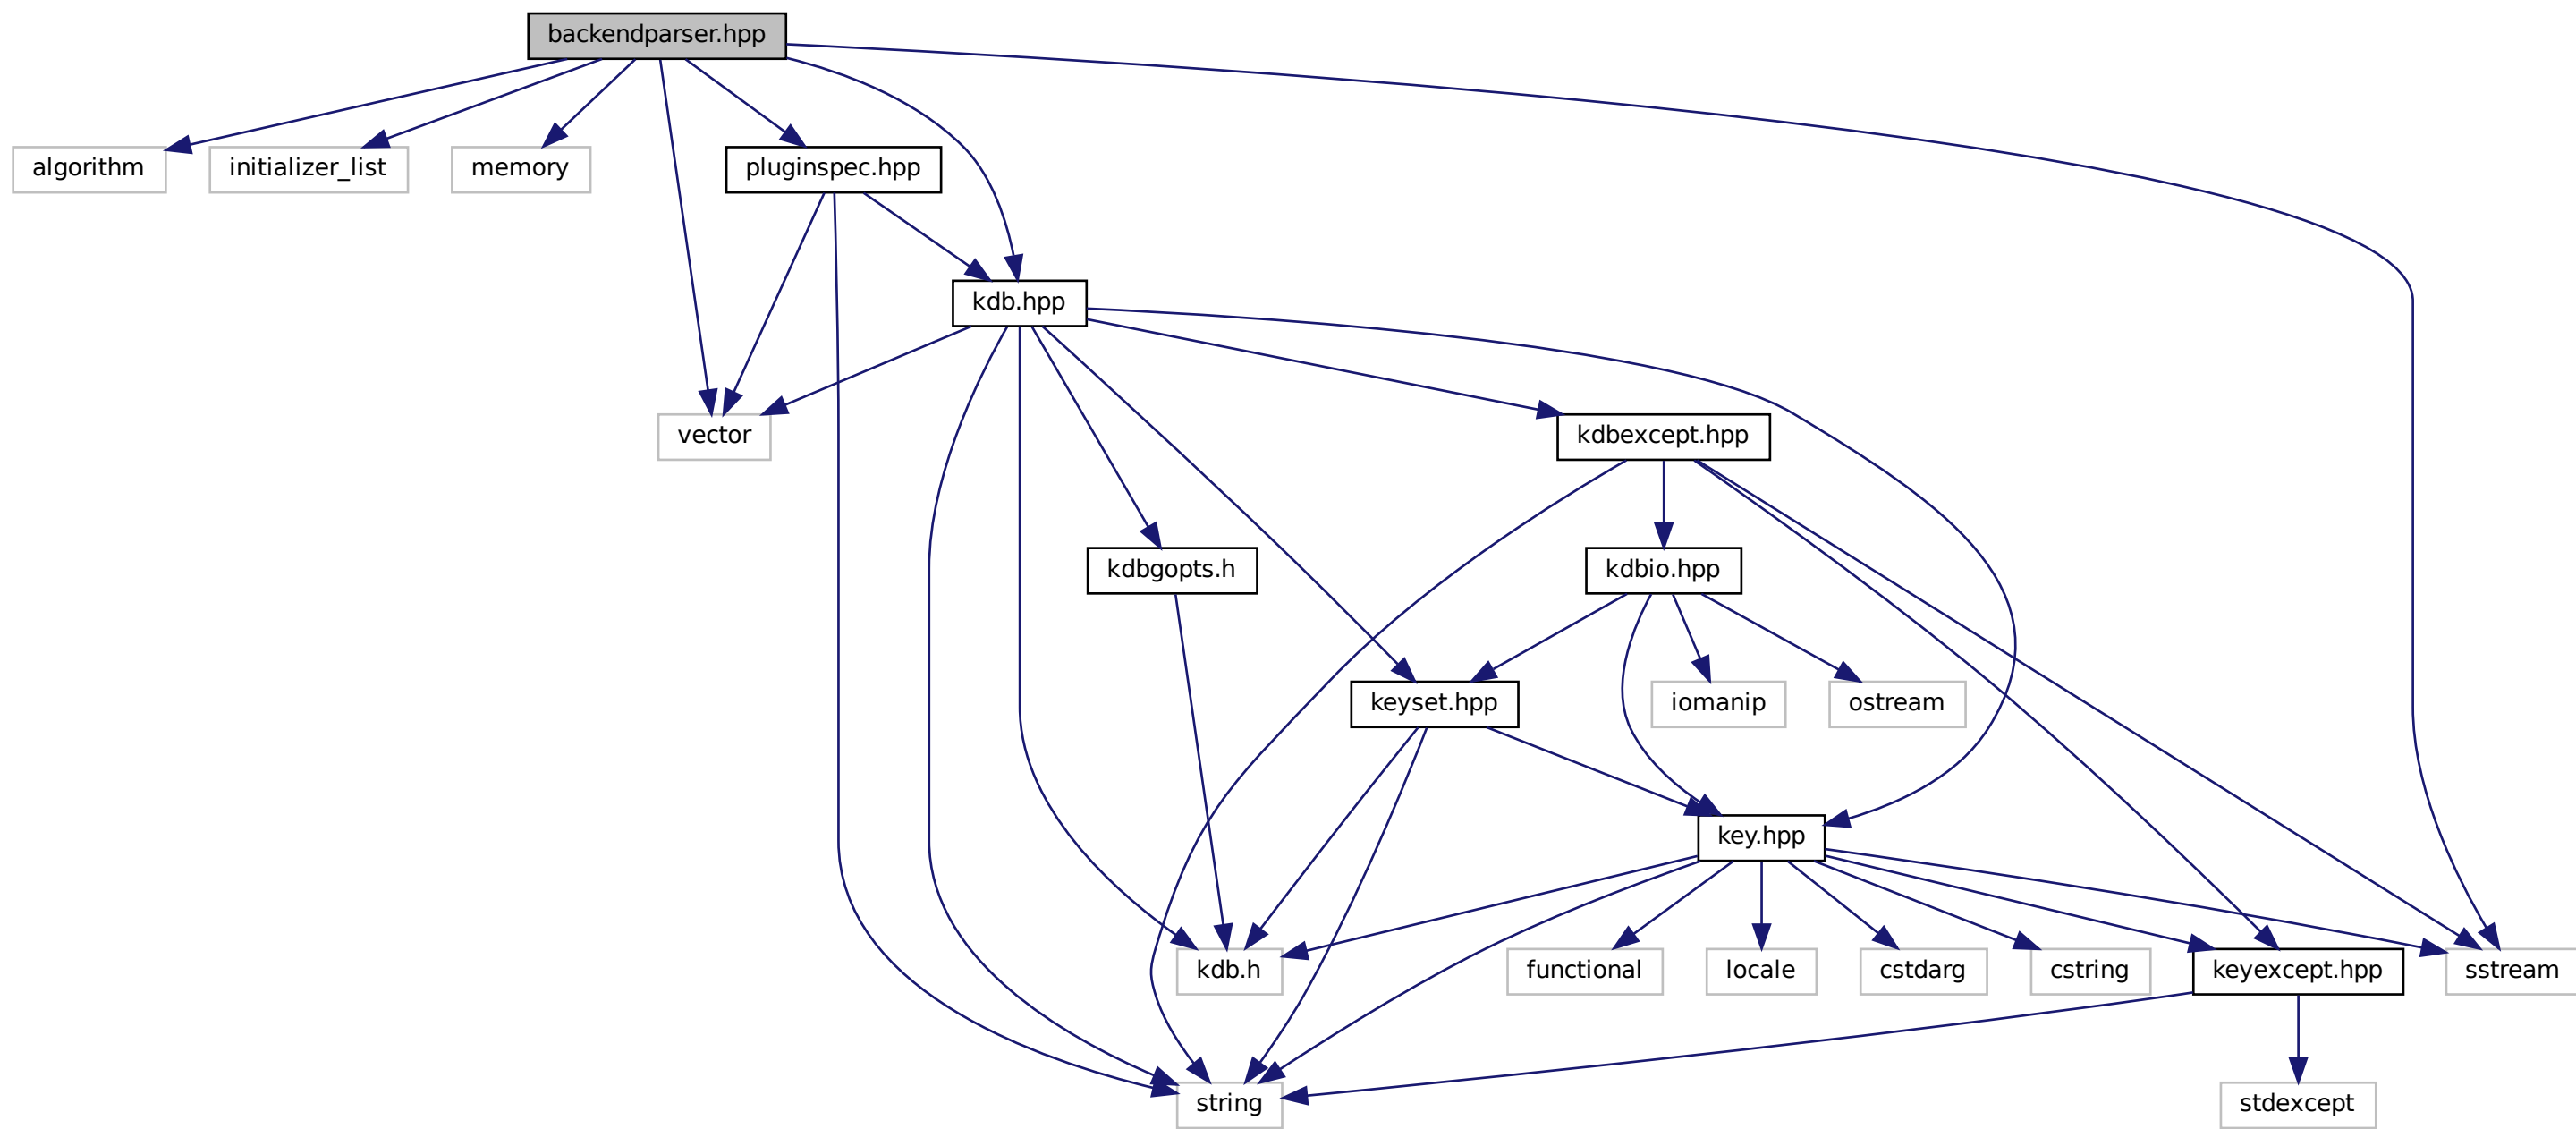 backendparser.hpp
algorithm
initializer_list
memory
pluginspec.hpp
kdb.hpp
vector
kdbexcept.hpp
kdbgopts.h
kdbio.hpp
keyset.hpp
iomanip
ostream
key.hpp
kdb.h
functional
locale
cstdarg
cstring
keyexcept.hpp
sstream
string
stdexcept